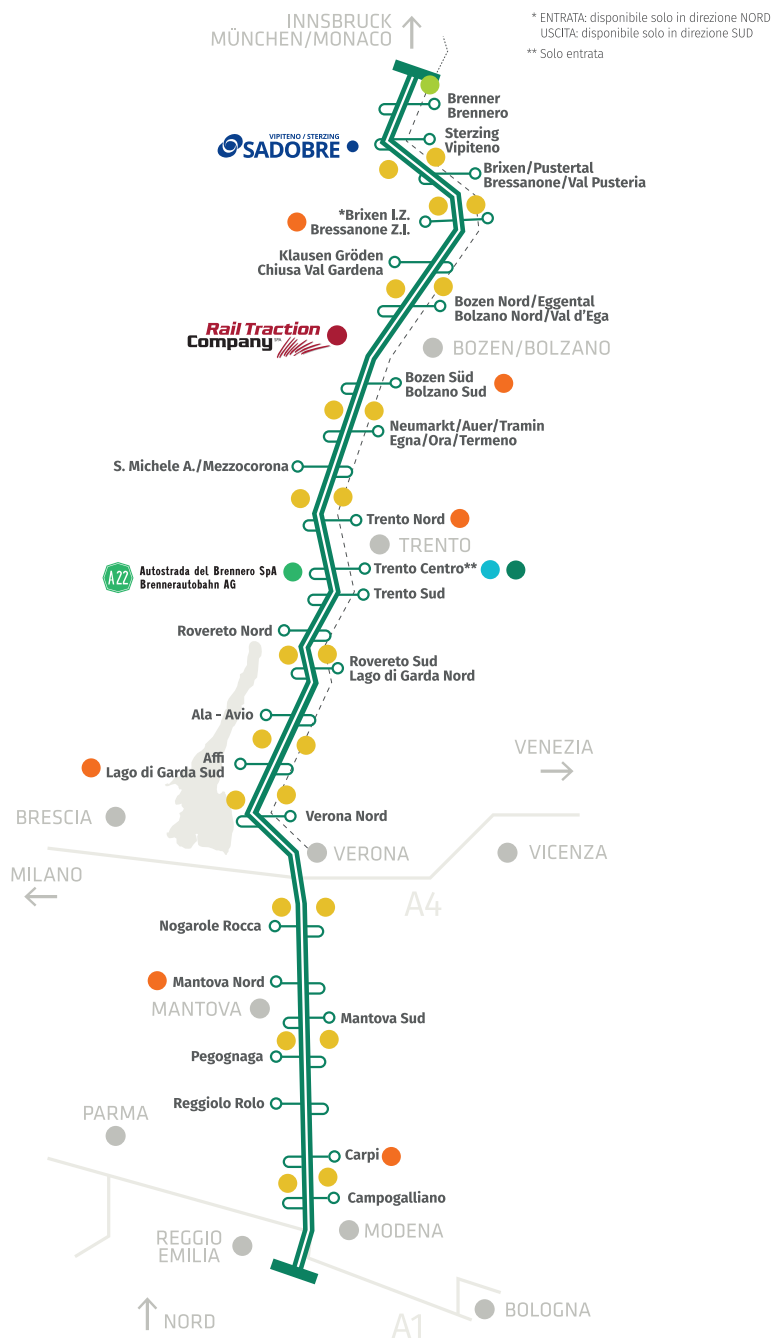 INNSBRUCK
MÜNCHEN/MONACO
* ENTRATA: disponibile solo in direzione NORD
USCITA: disponibile solo in direzione SUD
** Solo entrata
Brenner
Brennero
VIPITENO / STERZING
SADOBRE
Sterzing
Vipiteno
Brixen/Pustertal
Bressanone/Val Pusteria
*Brixen I.Z.
Bressanone Z.I.
Klausen Gröden
Chiusa Val Gardena
Bozen Nord/Eggental
Bolzano Nord/Val d'Ega
Rail Traction
Company SPA
BOZEN/BOLZANO
Bozen Süd
Bolzano Sud
Neumarkt/Auer/Tramin
Egna/Ora/Termeno
S. Michele A./Mezzocorona
Trento Nord
TRENTO
A22
Autostrada del Brennero SpA
Brennerautobahn AG
Trento Centro**
Trento Sud
Rovereto Nord
Rovereto Sud
Lago di Garda Nord
Ala - Avio
Affi
Lago di Garda Sud
VENEZIA
BRESCIA
Verona Nord
VERONA
VICENZA
MILANO
A4
Nogarole Rocca
Mantova Nord
MANTOVA
Mantova Sud
Pegognaga
Reggiolo Rolo
PARMA
Carpi
Campogalliano
MODENA
REGGIO
EMILIA
BOLOGNA
NORD
A1